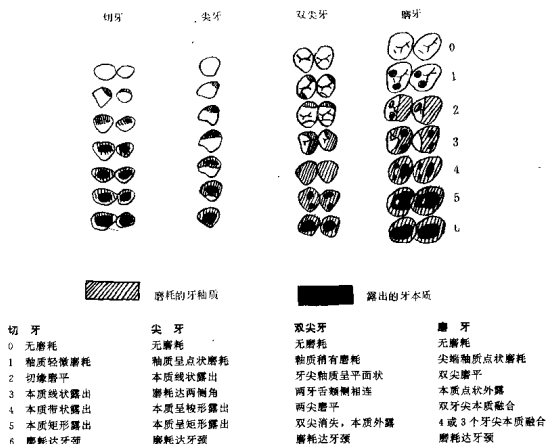 切牙 尖牙 双尖牙 磨牙
0
1
2
3
4
5
6
磨耗的牙釉质 露出的牙本质
切 牙 尖 牙 双尖牙 磨 牙
0 无磨耗 无磨耗 无磨耗 无磨耗
1 釉质轻微磨耗 釉质呈点状磨耗 釉质稍有磨耗 尖端釉质点状磨耗
2 切缘磨平 本质线状露出 牙尖釉质呈平面状 双尖磨平
3 本质线状露出 磨耗达两侧角 两牙舌颊侧相连 本质点状外露
4 本质带状露出 本质呈棱形露出 两尖磨平 双牙尖本质融合
5 本质矩形露出 本质呈矩形露出 双尖消失，本质外露 4或3个牙尖本质融合
6 磨耗达牙颈 磨耗达牙颈 磨耗达牙颈 磨耗达牙颈